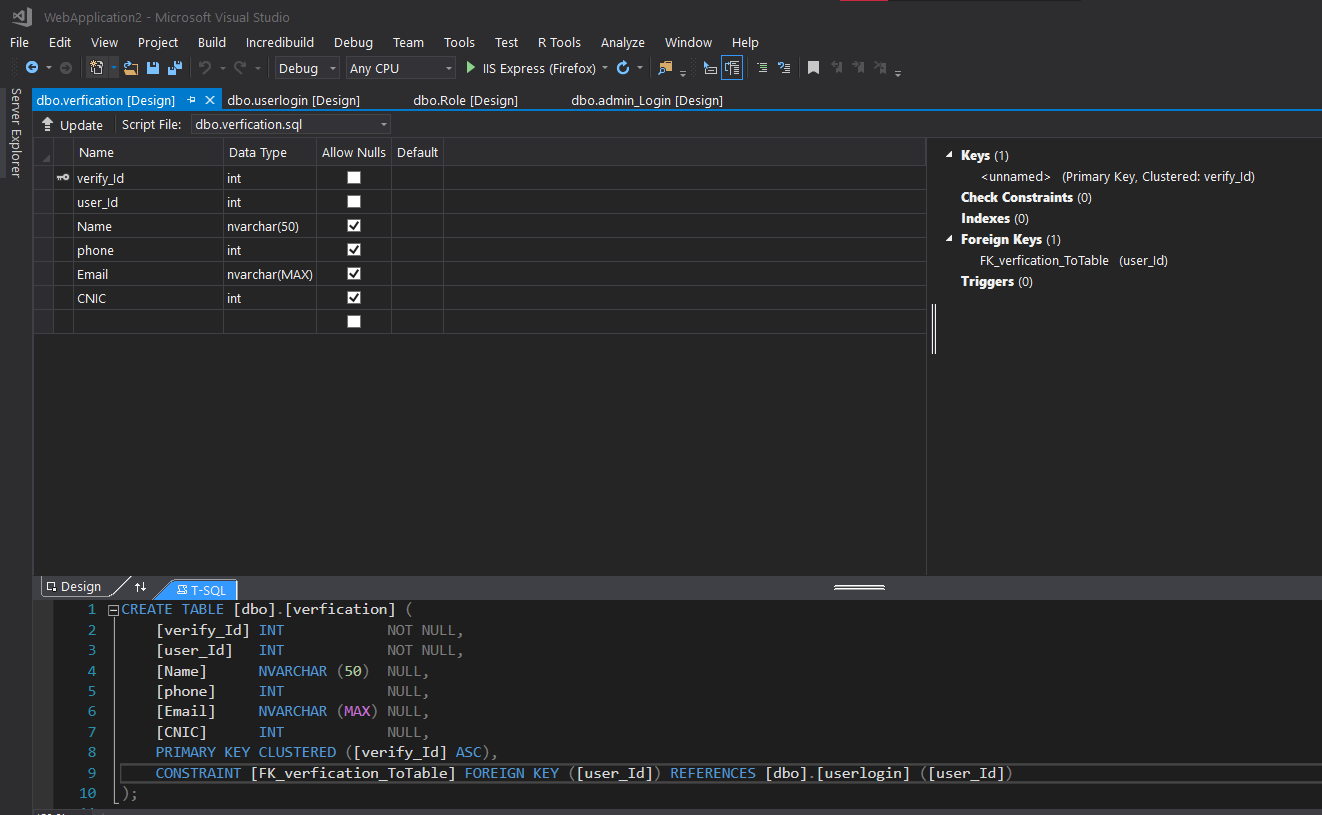 WebApplication2 - Microsoft Visual Studio
File Edit View Project Build Incredibuild Debug Team Tools Test R Tools Analyze Window Help
Debug Any CPU IIS Express (Firefox)
Server Explorer
dbo.verfication [Design] dbo.userlogin [Design] dbo.Role [Design] dbo.admin_Login [Design]
Update Script File: dbo.verfication.sql
Name Data Type Allow Nulls Default
verify_Id int
user_Id int
Name nvarchar(50)
phone int
Email nvarchar(MAX)
CNIC int
Keys (1)
<unnamed> (Primary Key, Clustered: verify_Id)
Check Constraints (0)
Indexes (0)
Foreign Keys (1)
FK_verfication_ToTable (user_Id)
Triggers (0)
Design T-SQL
1 CREATE TABLE [dbo].[verfication] (
2 [verify_Id] INT NOT NULL,
3 [user_Id] INT NOT NULL,
4 [Name] NVARCHAR (50) NULL,
5 [phone] INT NULL,
6 [Email] NVARCHAR (MAX) NULL,
7 [CNIC] INT NULL,
8 PRIMARY KEY CLUSTERED ([verify_Id] ASC),
9 CONSTRAINT [FK_verfication_ToTable] FOREIGN KEY ([user_Id]) REFERENCES [dbo].[userlogin] ([user_Id])
10 );